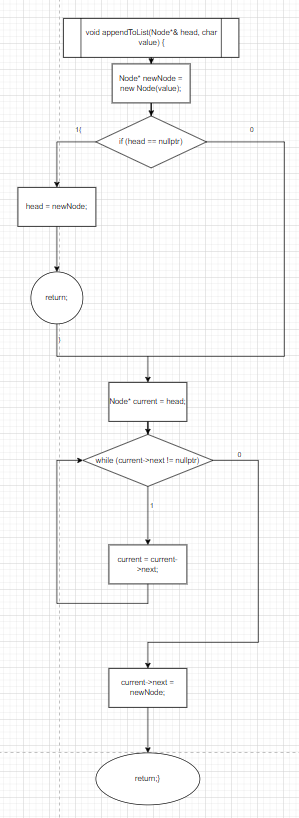 void appendToList(Node*& head, char
value) {
Node* newNode =
new Node(value);
if (head == nullptr)
1{
0
head = newNode;
return;
}
Node* current = head;
while (current->next != nullptr)
0
1
current = current-
>next;
current->next =
newNode;
return;}